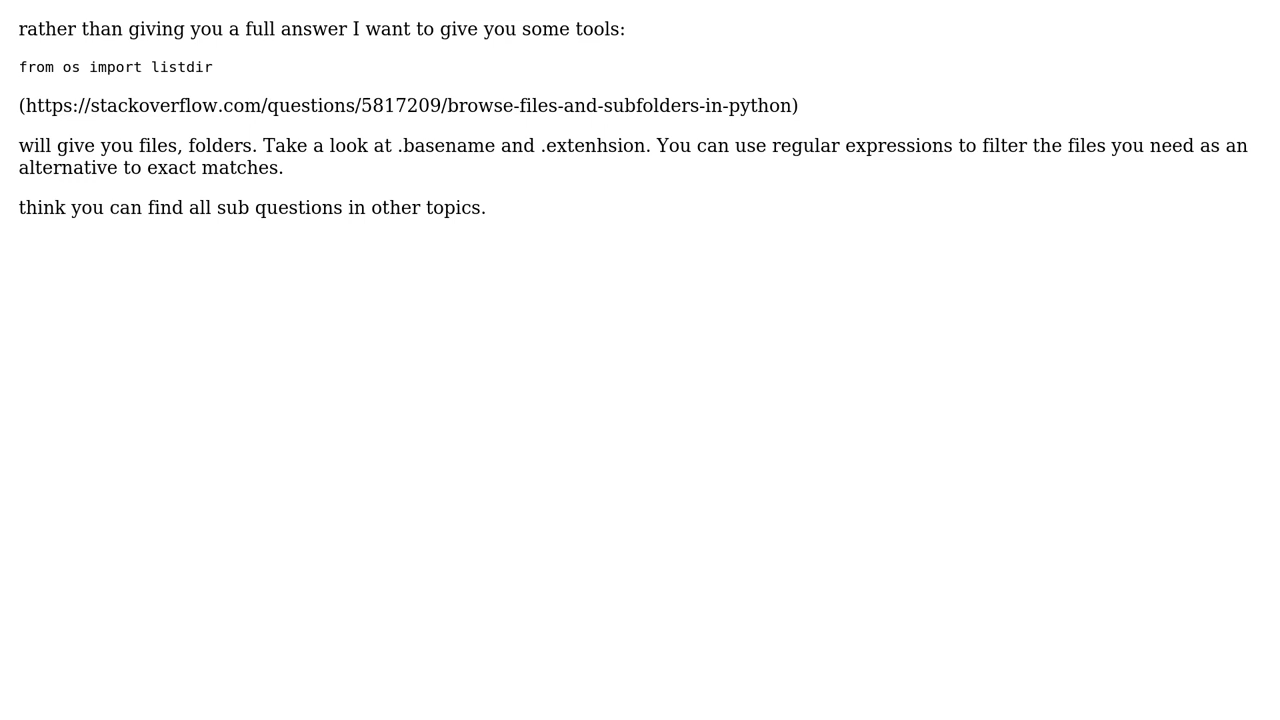 rather than giving you a full answer I want to give you some tools:
from os import listdir
(https://stackoverflow.com/questions/5817209/browse-files-and-subfolders-in-python)
will give you files, folders. Take a look at .basename and .extenhsion. You can use regular expressions to filter the files you need as an
alternative to exact matches.
think you can find all sub questions in other topics.